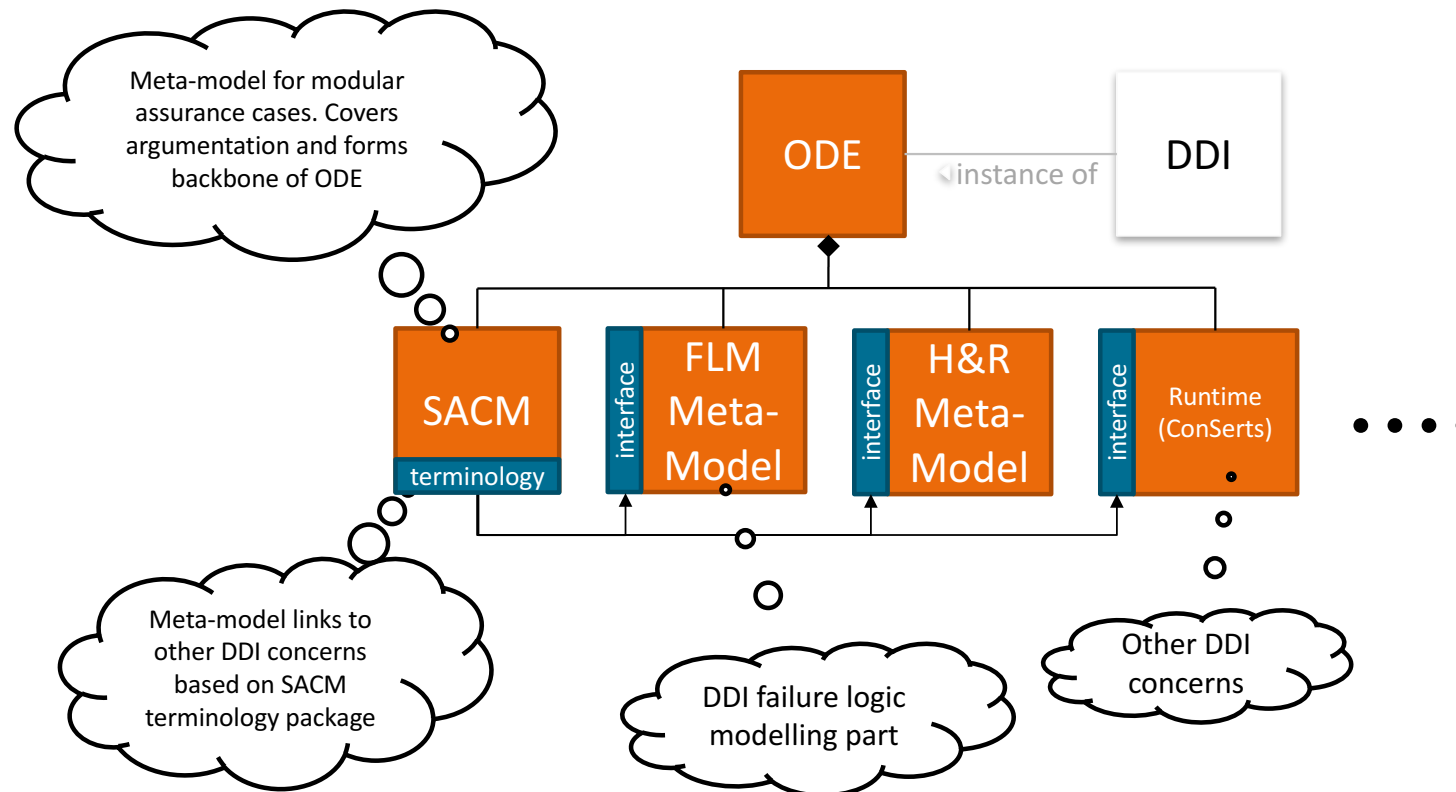 Meta-model for modular
assurance cases. Covers
argumentation and forms
backbone of ODE
ODE
instance of
DDI
SACM
terminology
interface
FLM
Meta-
Model
interface
H&R
Meta-
Model
interface
Runtime
(ConSerts)
Meta-model links to
other DDI concerns
based on SACM
terminology package
DDI failure logic
modelling part
Other DDI
concerns